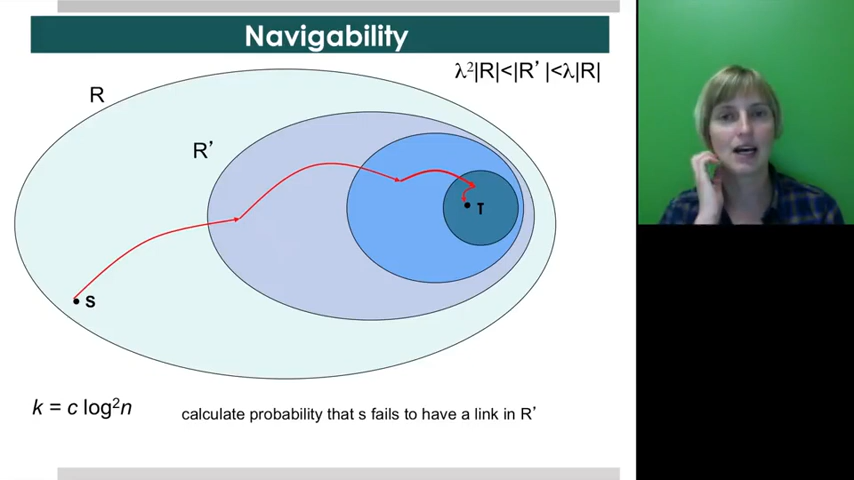 Navigability
λ²|R|<|R’|<λ|R|
R
R’
T
S
k = c log²n
calculate probability that s fails to have a link in R’